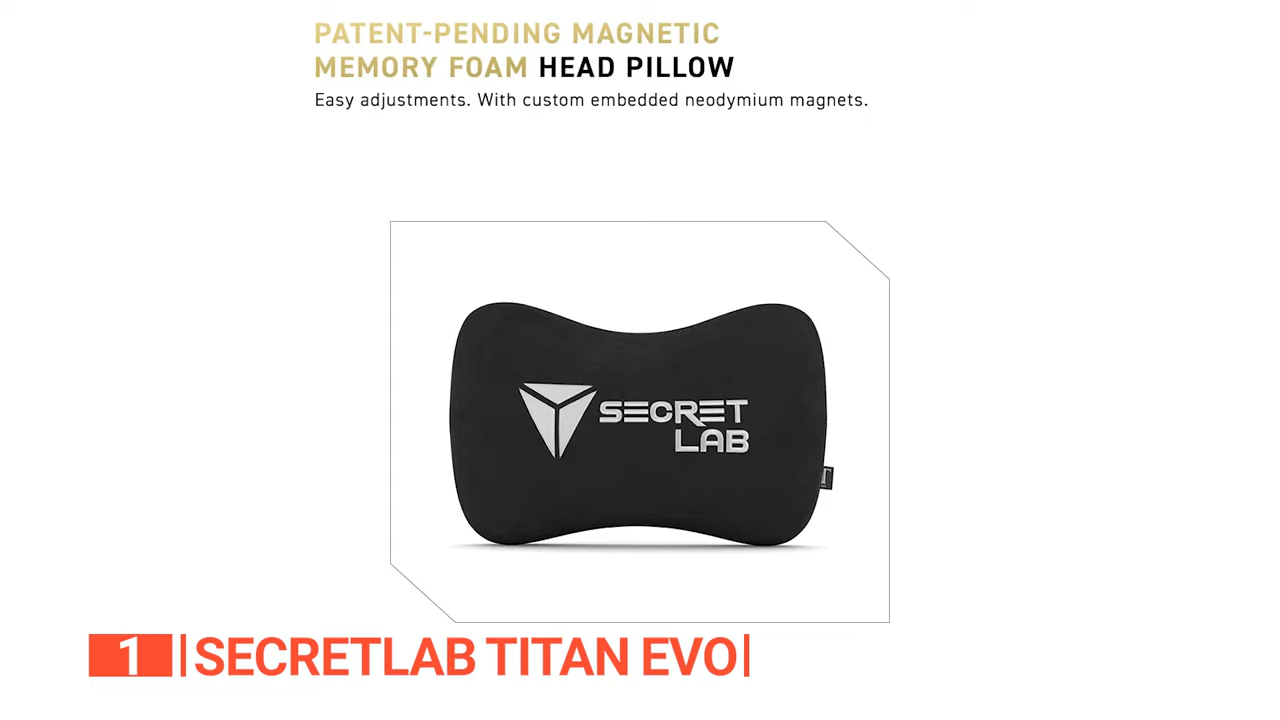 PATENT-PENDING MAGNETIC
MEMORY FOAM HEAD PILLOW
Easy adjustments. With custom embedded neodymium magnets.
SECRET
LAB
1 SECRETLAB TITAN EVO